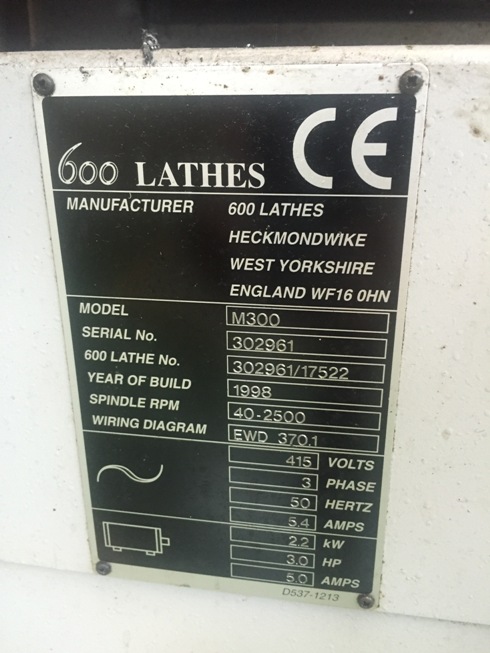 600 LATHES CE
MANUFACTURER 600 LATHES
HECKMONDWIKE
WEST YORKSHIRE
ENGLAND WF16 0HN
MODEL M300
SERIAL No. 302961
600 LATHE No. 302961/17522
YEAR OF BUILD 1998
SPINDLE RPM 40-2500
WIRING DIAGRAM EWD 370.1
415 VOLTS
3 PHASE
50 HERTZ
5.4 AMPS
2.2 kW
3.0 HP
5.0 AMPS
D537-1213